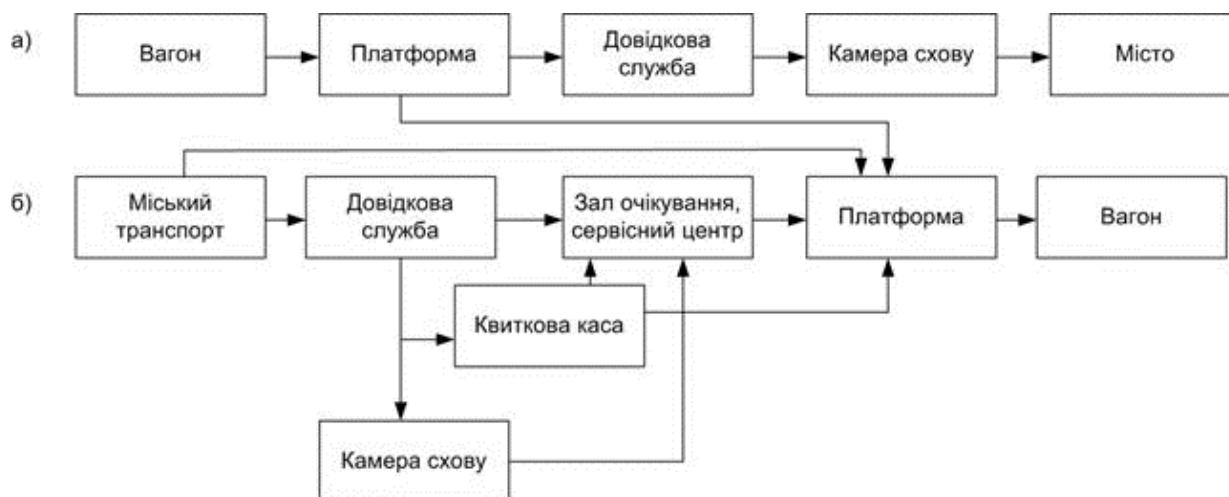 а)
Вагон
Платформа
Довідкова
служба
Камера схову
Місто
б)
Міський
транспорт
Довідкова
служба
Зал очікування,
сервісний центр
Платформа
Вагон
Квиткова каса
Камера схову